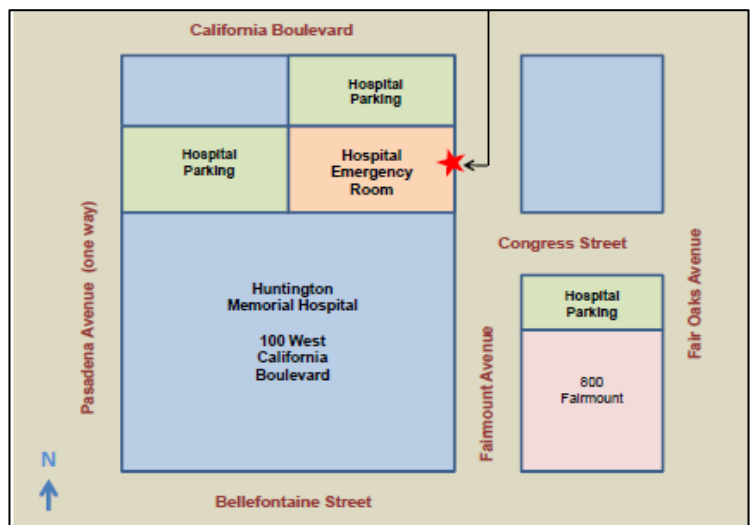 California Boulevard
Hospital
Parking
Hospital
Parking
Hospital
Emergency
Room
Pasadena Avenue (one way)
Congress Street
Huntington
Memorial Hospital
100 West
California
Boulevard
Fairmount Avenue
Hospital
Parking
800
Fairmount
Fair Oaks Avenue
N
Bellefontaine Street